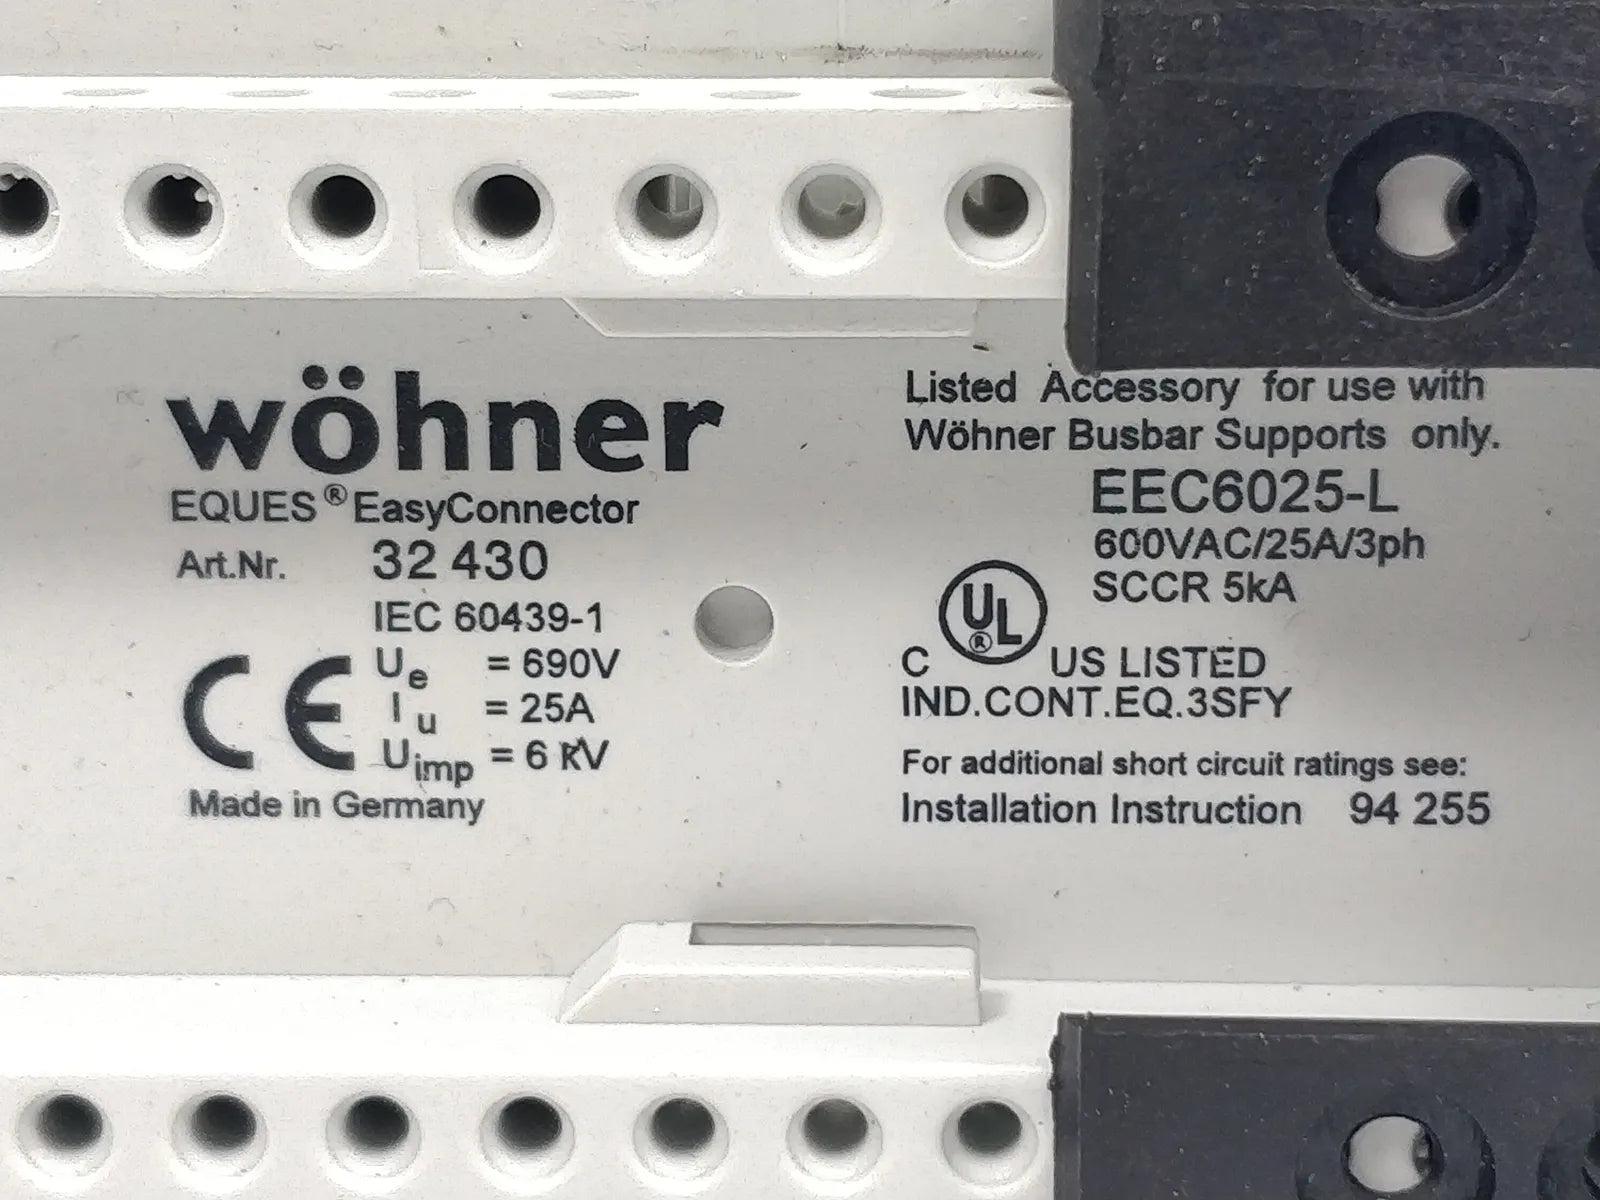 wöhner
EQUES® EasyConnector
Art.Nr. 32 430
IEC 60439-1
CE
Ue = 690V
Iu = 25A
Uimp = 6 kV
Made in Germany
Listed Accessory for use with
Wöhner Busbar Supports only.
EEC6025-L
600VAC/25A/3ph
SCCR 5kA
C UL® US LISTED
IND.CONT.EQ.3SFY
For additional short circuit ratings see:
Installation Instruction 94 255